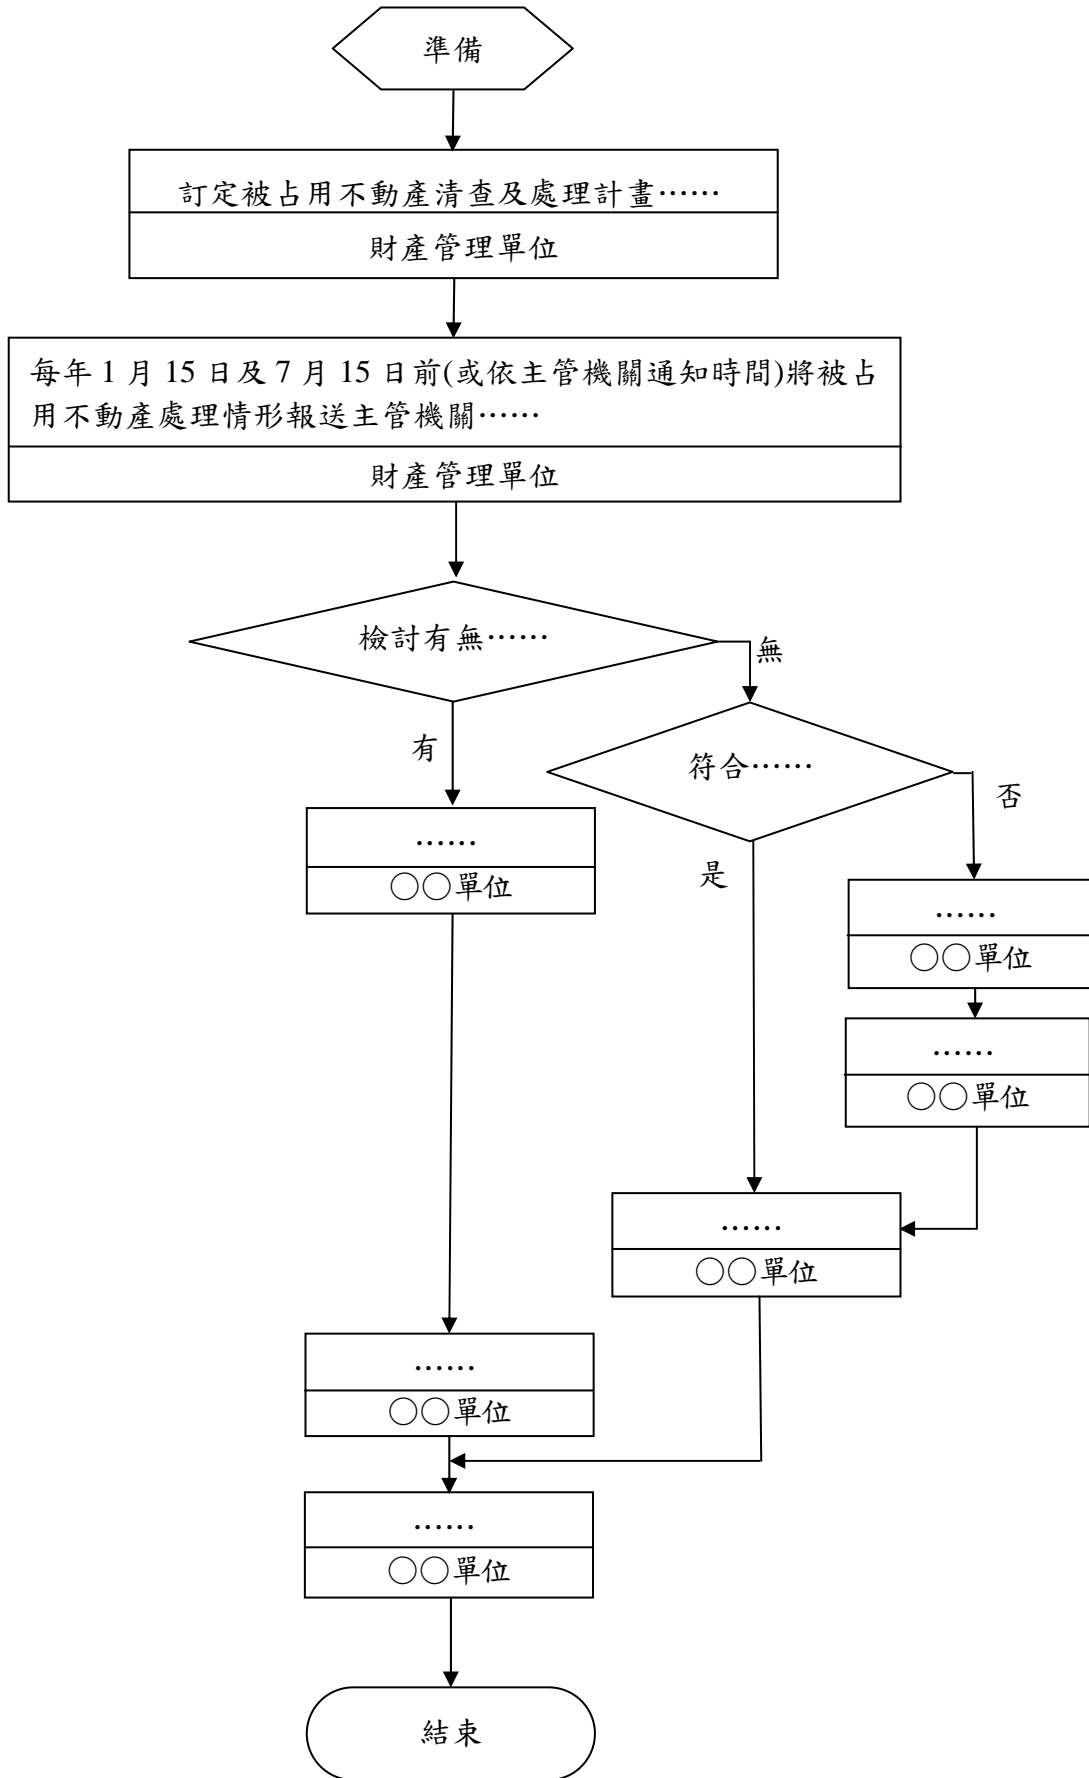 準備
訂定被占用不動產清查及處理計畫……
財產管理單位
每年 1 月 15 日及 7 月 15 日前(或依主管機關通知時間)將被占
用不動產處理情形報送主管機關……
財產管理單位
檢討有無……
無
有
符合……
否
……
○○單位
是
……
○○單位
……
○○單位
……
○○單位
……
○○單位
……
○○單位
結束